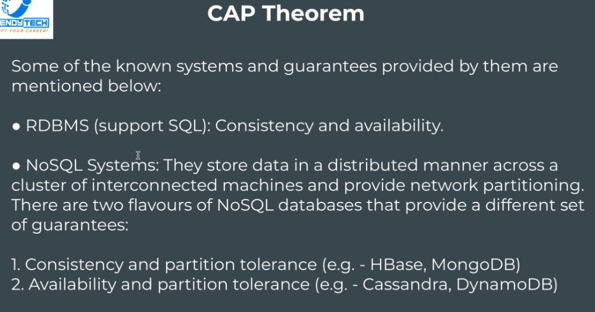 ENDYTECH
CAP Theorem
Some of the known systems and guarantees provided by them are
mentioned below:
● RDBMS (support SQL): Consistency and availability.
● NoSQL Systems: They store data in a distributed manner across a
cluster of interconnected machines and provide network partitioning.
There are two flavours of NoSQL databases that provide a different set
of guarantees:
1. Consistency and partition tolerance (e.g. - HBase, MongoDB)
2. Availability and partition tolerance (e.g. - Cassandra, DynamoDB)